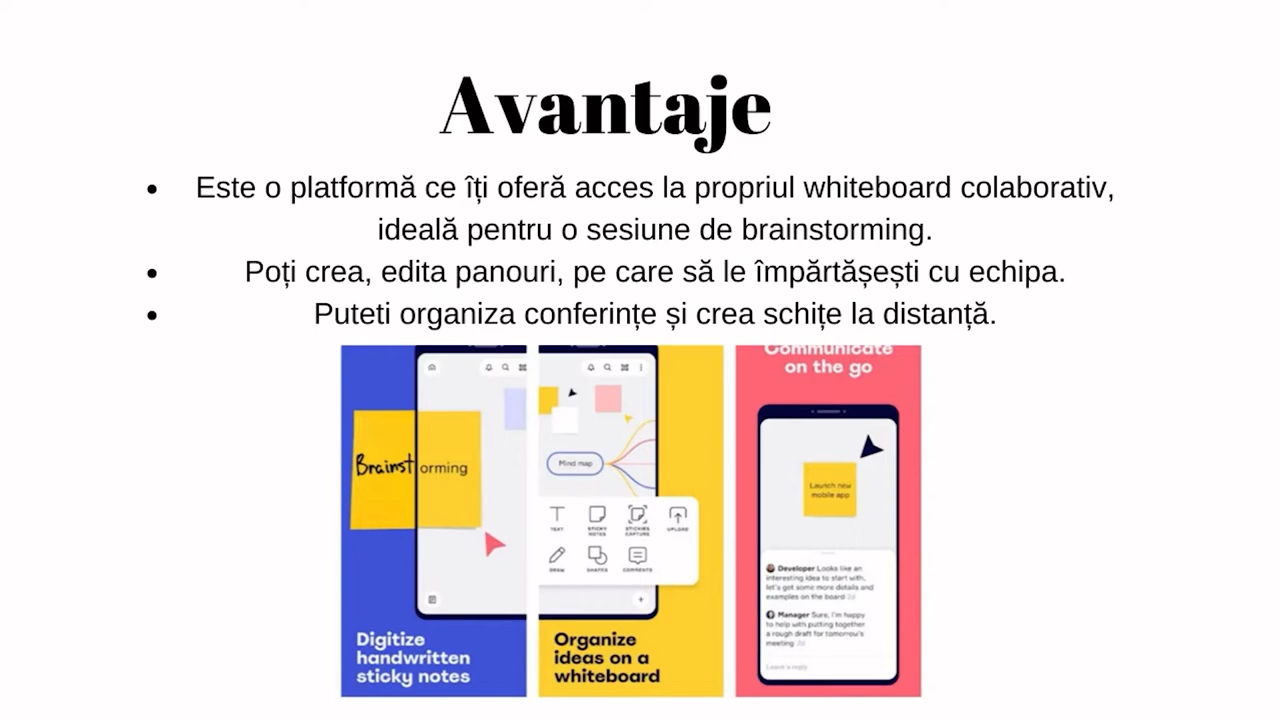 Avantaje
• Este o platformă ce îți oferă acces la propriul whiteboard colaborativ,
ideală pentru o sesiune de brainstorming.
• Poți crea, edita panouri, pe care să le împărtășești cu echipa.
• Puteti organiza conferințe și crea schițe la distanță.
Brainst orming
Digitize
handwritten
sticky notes
Mind map
TEXT STICKY NOTES STICKIES CAPTURE UPLOAD
DRAW SHAPES COMMENTS
Organize
ideas on a
whiteboard
Communicate
on the go
Launch new
mobile app
Developer Looks like an
interesting idea to start with,
let's get some more details and
examples on the board 2d
Manager Sure, I'm happy
to help with putting together
a rough draft for tomorrow's
meeting 2d
Leave a reply